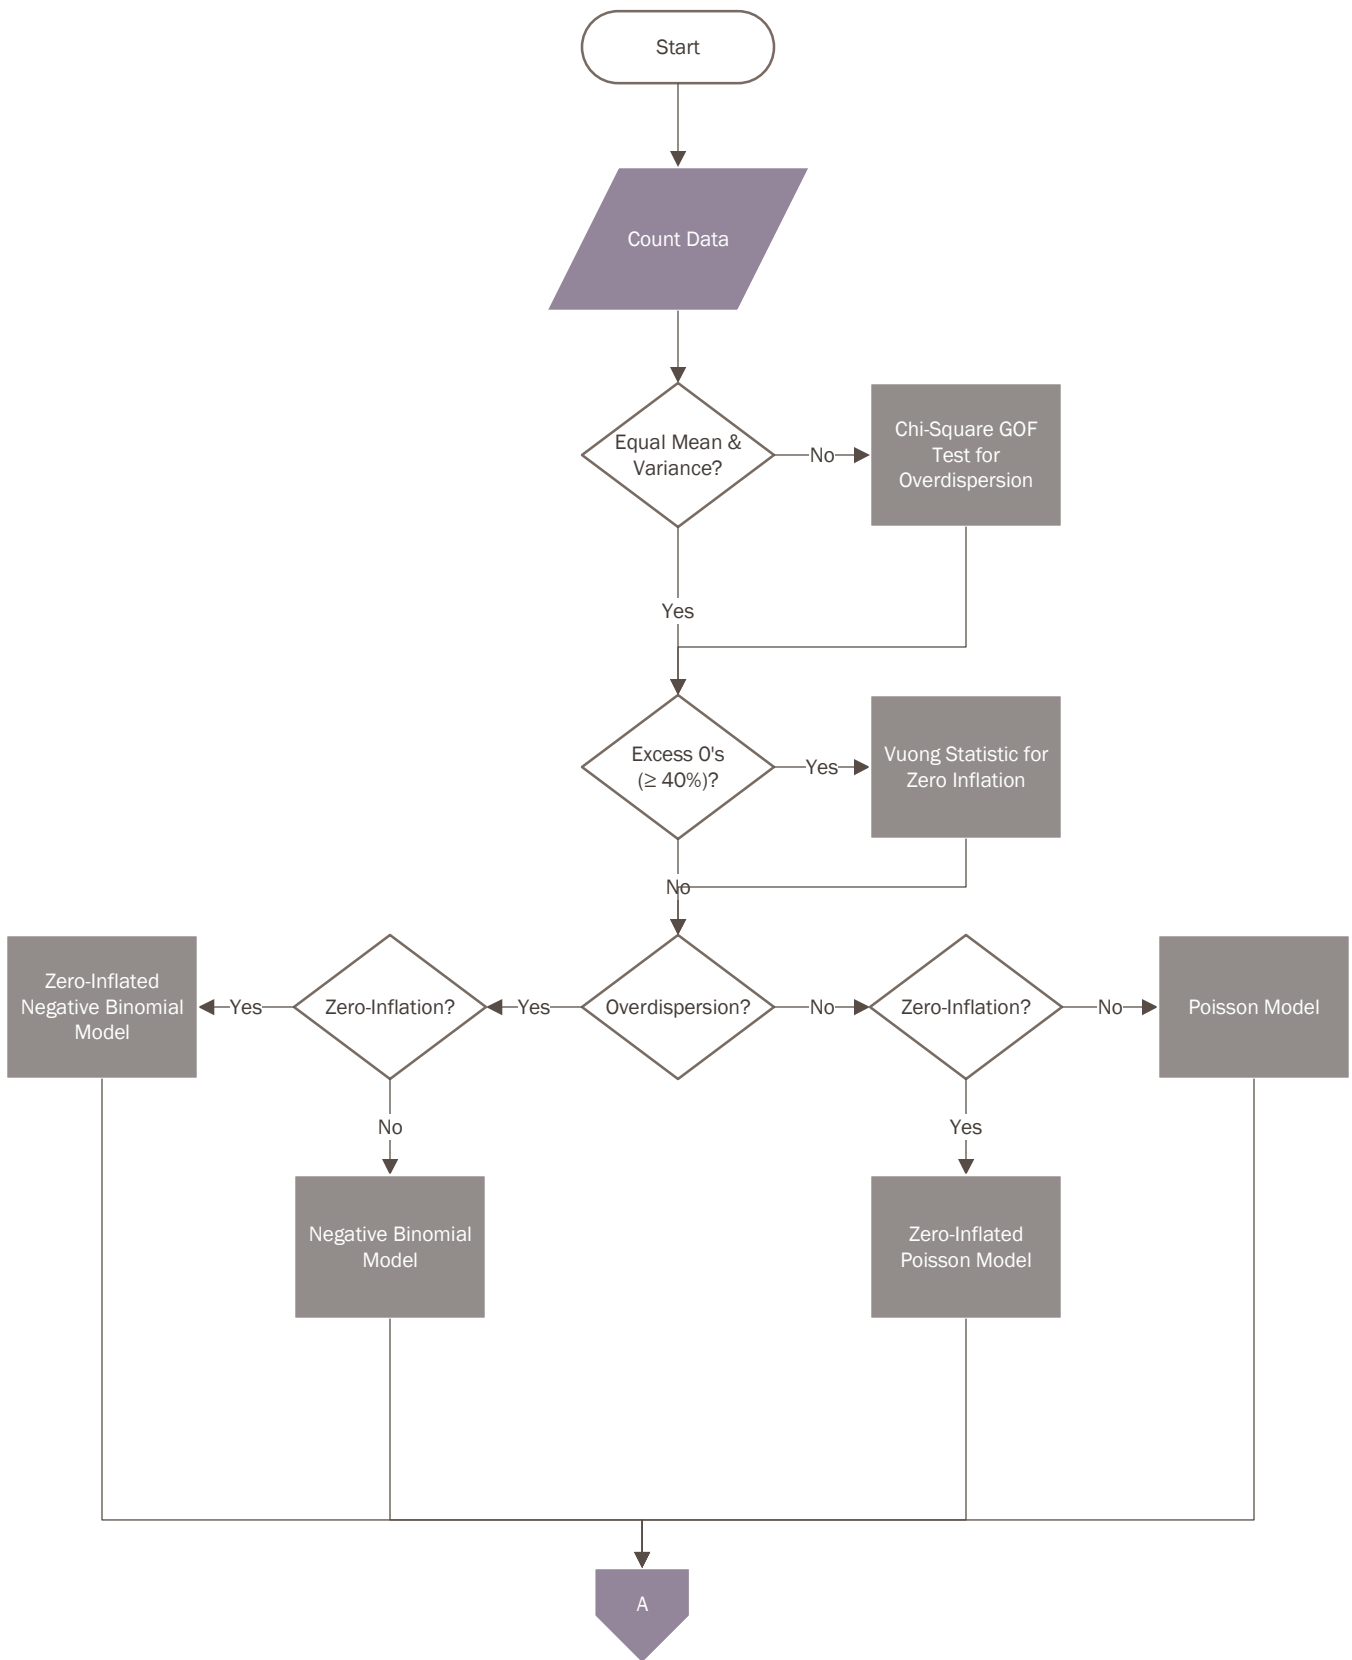 Start
Count Data
Equal Mean &
Variance?
No
Chi-Square GOF
Test for
Overdispersion
Yes
Excess 0's
(≥ 40%)?
Yes
Vuong Statistic for
Zero Inflation
No
Zero-Inflated
Negative Binomial
Model
Yes
Zero-Inflation?
Yes
Overdispersion?
No
Zero-Inflation?
No
Poisson Model
No
Yes
Negative Binomial
Model
Zero-Inflated
Poisson Model
A